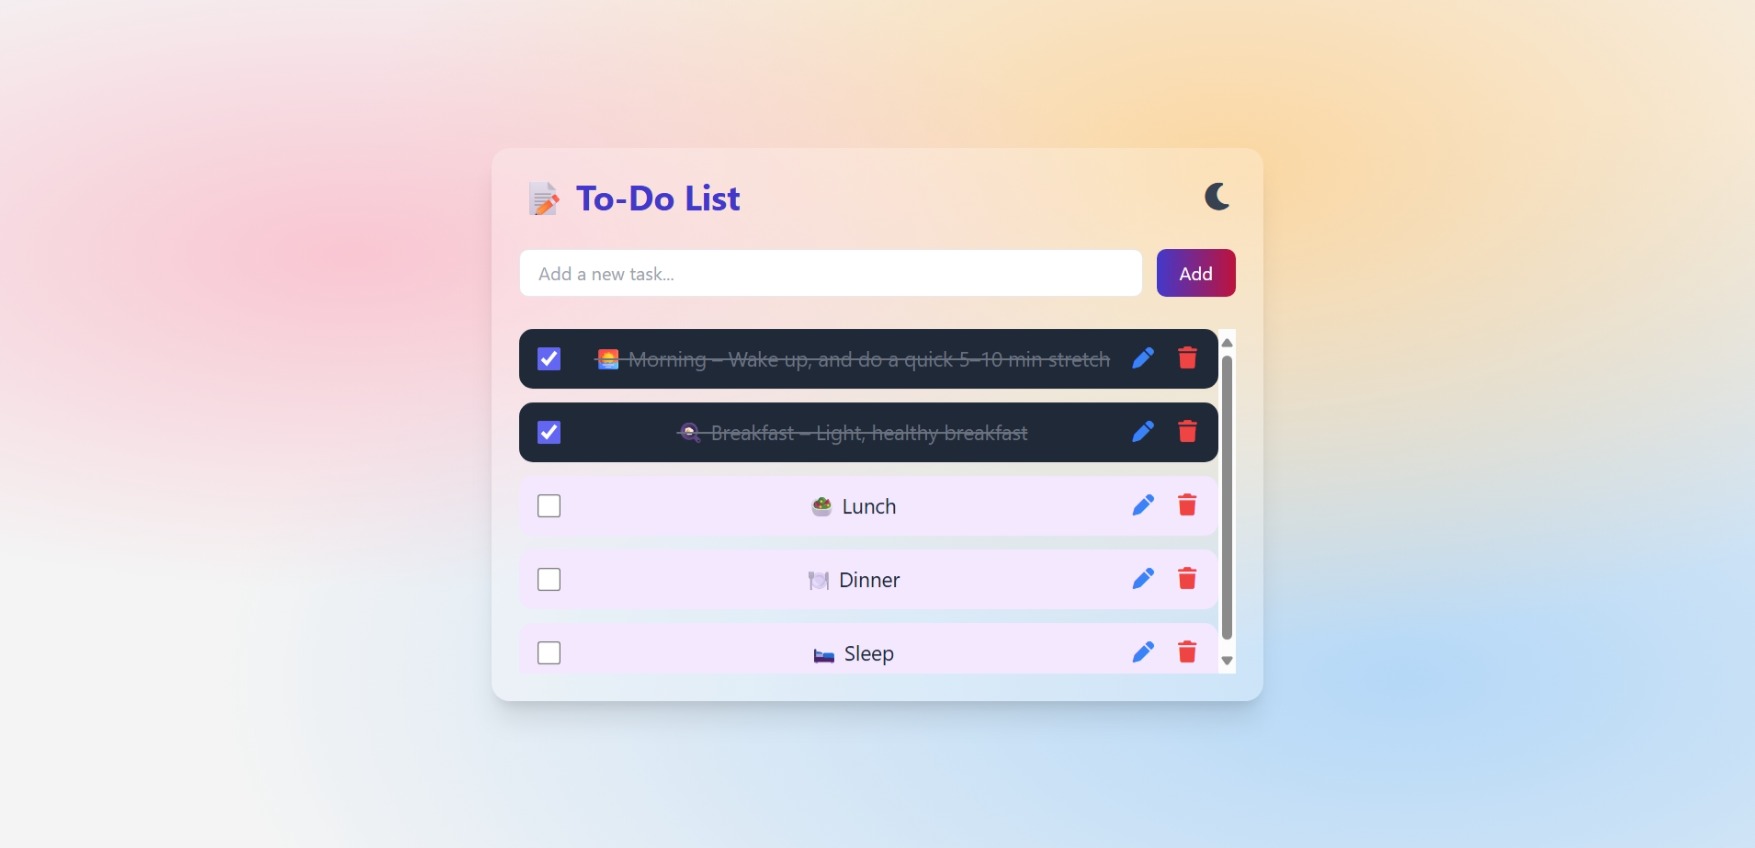 To-Do List
Add a new task...
Add
Morning – Wake up, and do a quick 5–10 min stretch
Breakfast – Light, healthy breakfast
Lunch
Dinner
Sleep